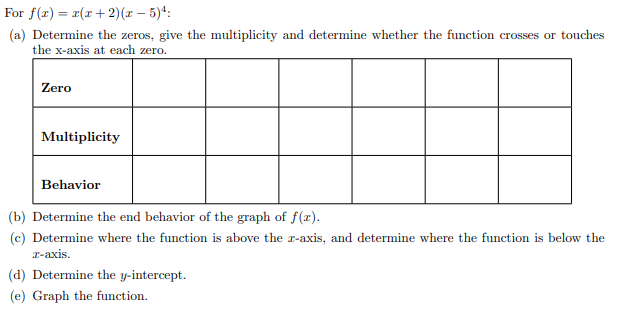 For f(x) = x(x + 2)(x − 5)⁴:
(a) Determine the zeros, give the multiplicity and determine whether the function crosses or touches
the x-axis at each zero.
Zero
Multiplicity
Behavior
(b) Determine the end behavior of the graph of f(x).
(c) Determine where the function is above the x-axis, and determine where the function is below the
x-axis.
(d) Determine the y-intercept.
(e) Graph the function.